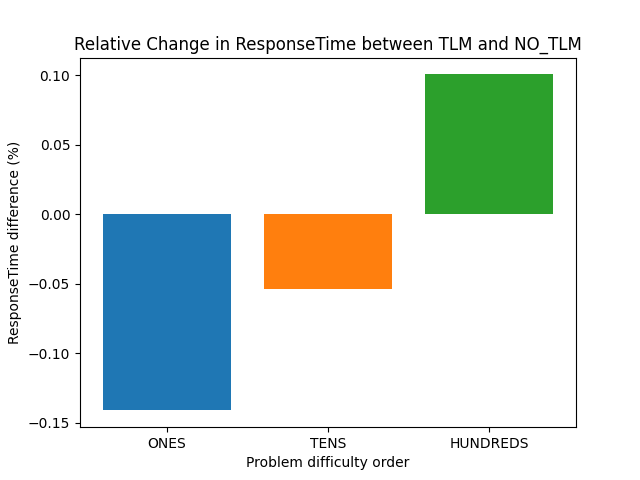 Relative Change in ResponseTime between TLM and NO_TLM
ResponseTime difference (%)
0.10
0.05
0.00
−0.05
−0.10
−0.15
ONES TENS HUNDREDS
Problem difficulty order